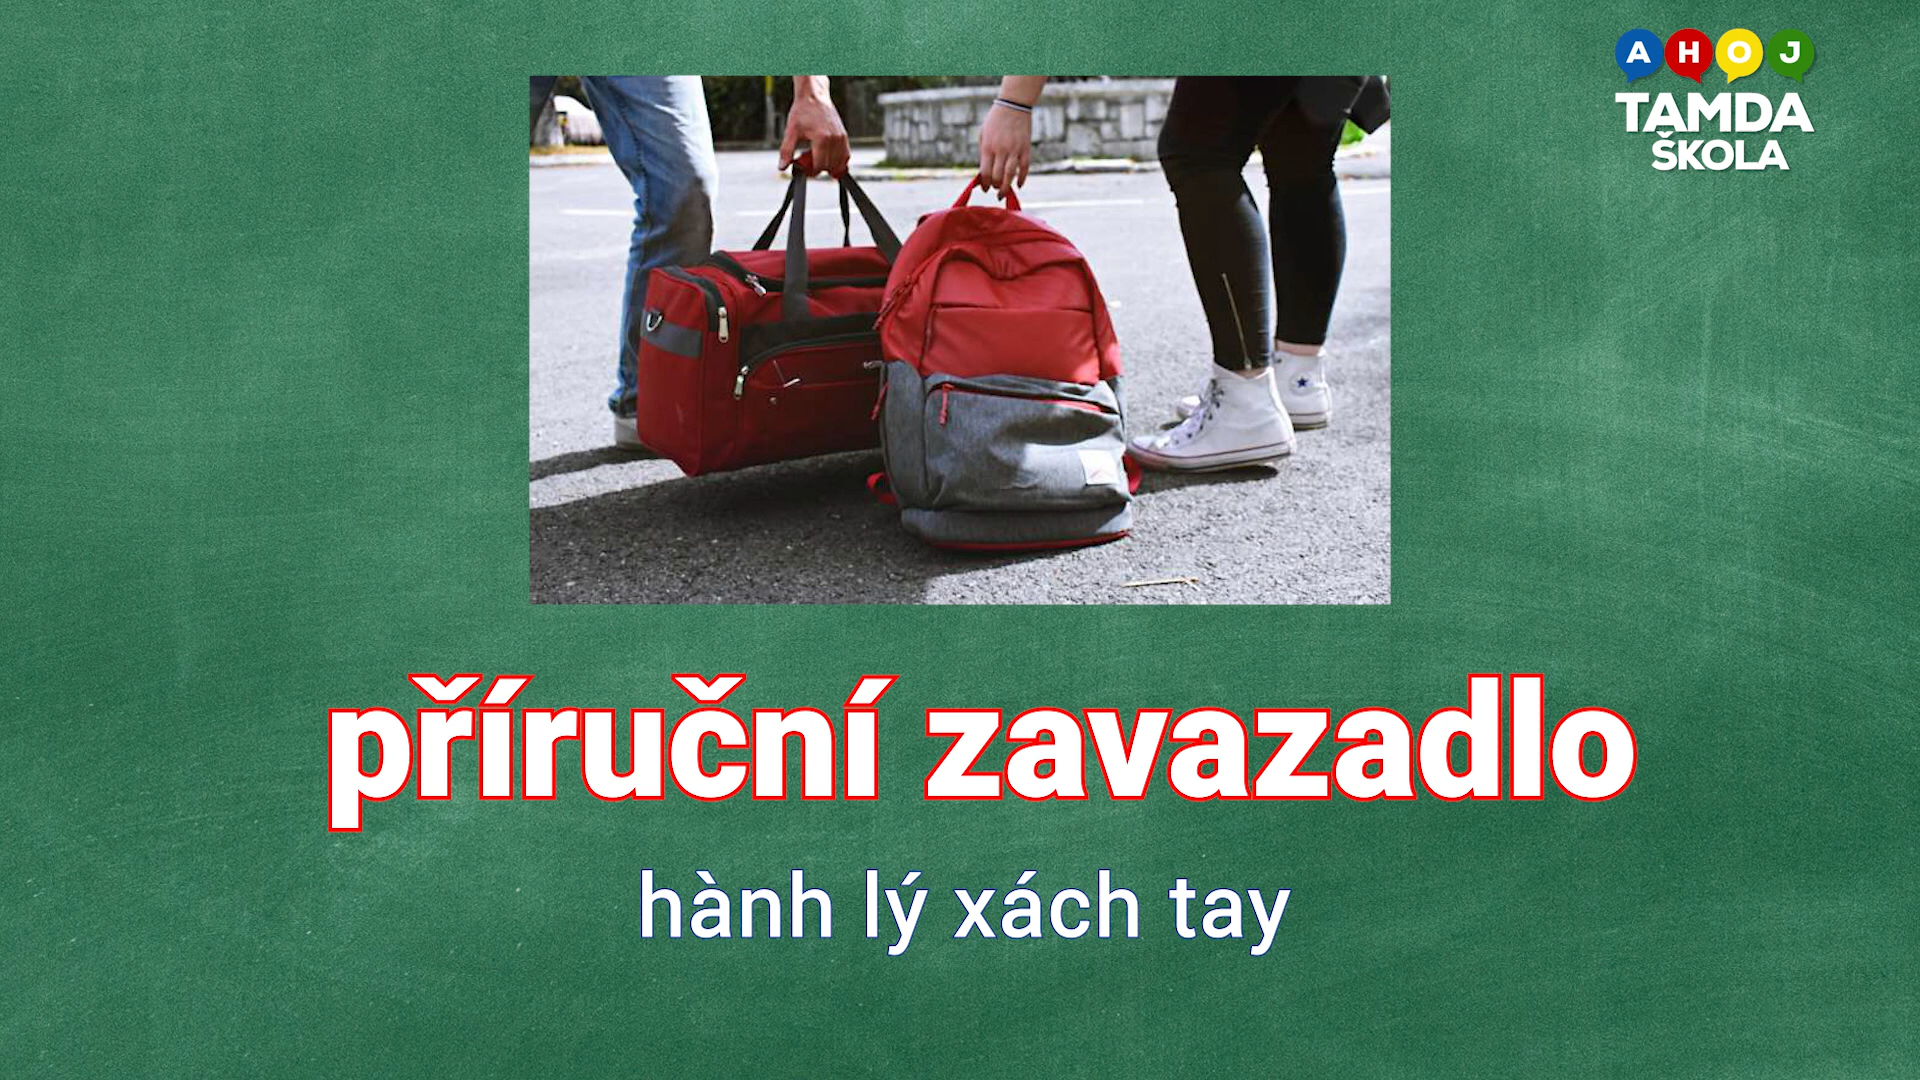 AHOJ
TAMDA
ŠKOLA
příruční zavazadlo
hành lý xách tay